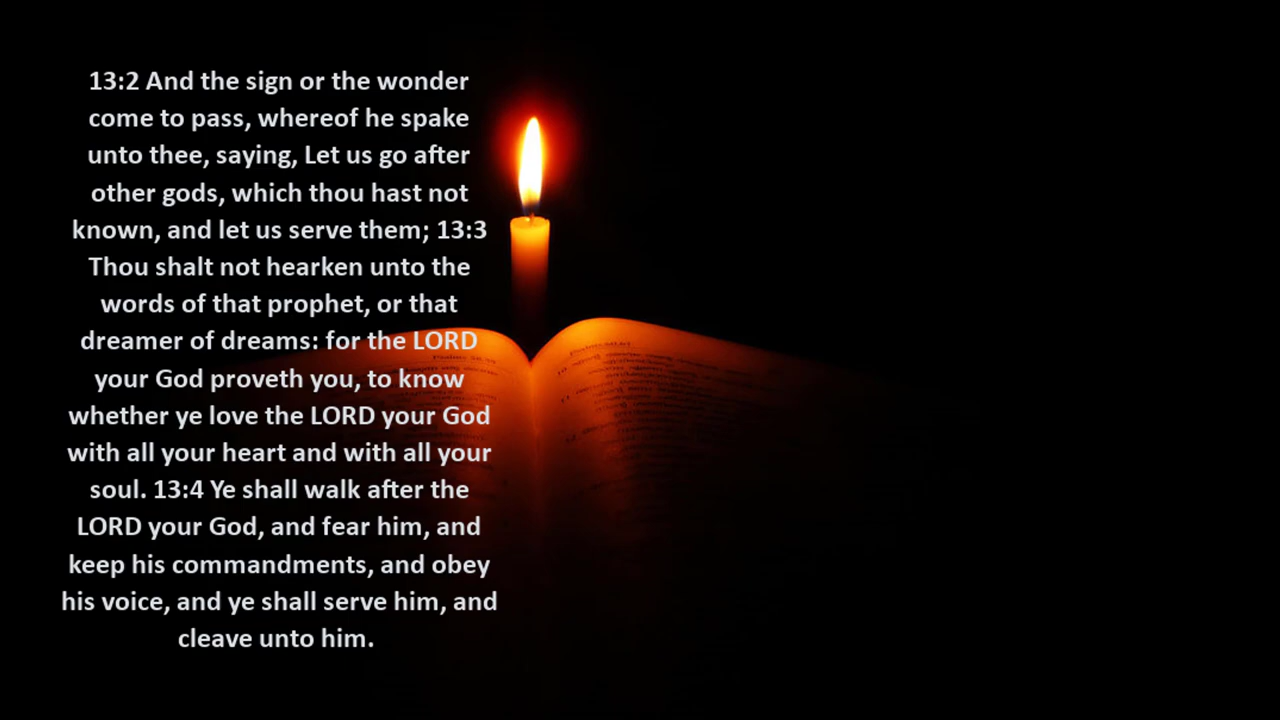 13:2 And the sign or the wonder
come to pass, whereof he spake
unto thee, saying, Let us go after
other gods, which thou hast not
known, and let us serve them; 13:3
Thou shalt not hearken unto the
words of that prophet, or that
dreamer of dreams: for the LORD
your God proveth you, to know
whether ye love the LORD your God
with all your heart and with all your
soul. 13:4 Ye shall walk after the
LORD your God, and fear him, and
keep his commandments, and obey
his voice, and ye shall serve him, and
cleave unto him.